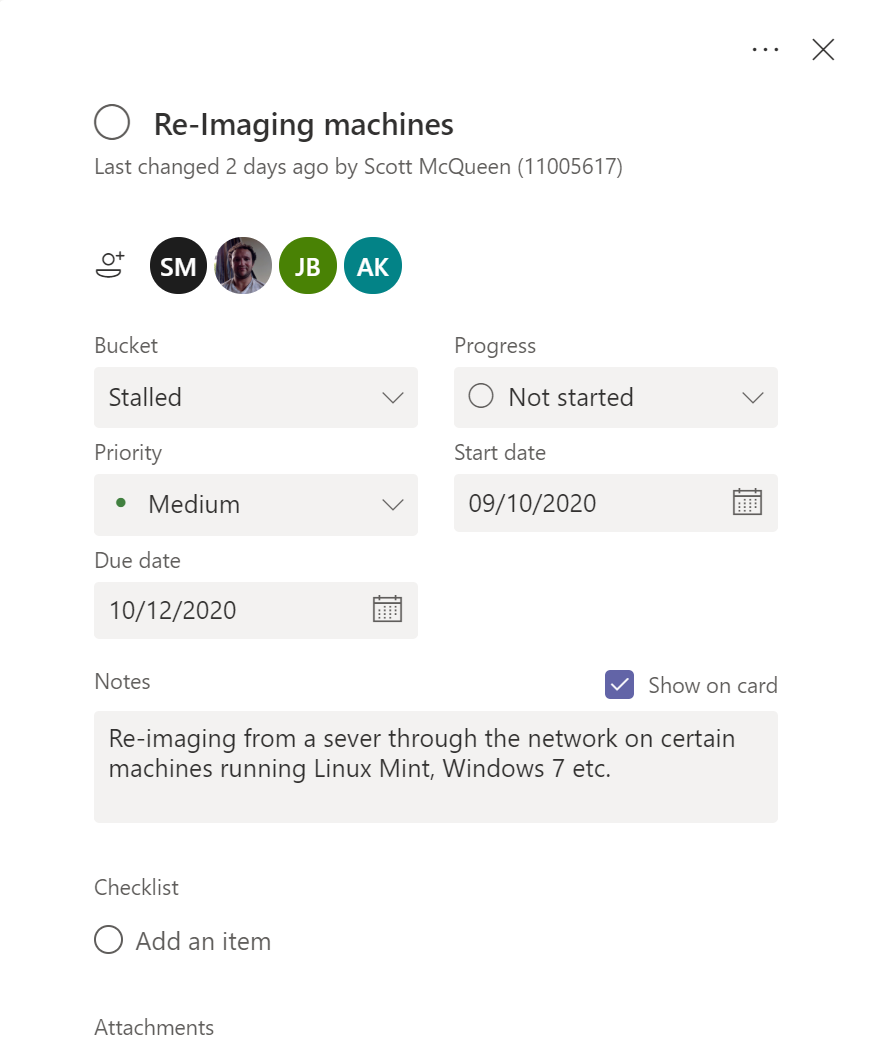 Re-Imaging machines
Last changed 2 days ago by Scott McQueen (11005617)
SM JB AK
Bucket
Progress
Stalled
Not started
Priority
Start date
Medium
09/10/2020
Due date
10/12/2020
Notes
Show on card
Re-imaging from a sever through the network on certain
machines running Linux Mint, Windows 7 etc.
Checklist
Add an item
Attachments